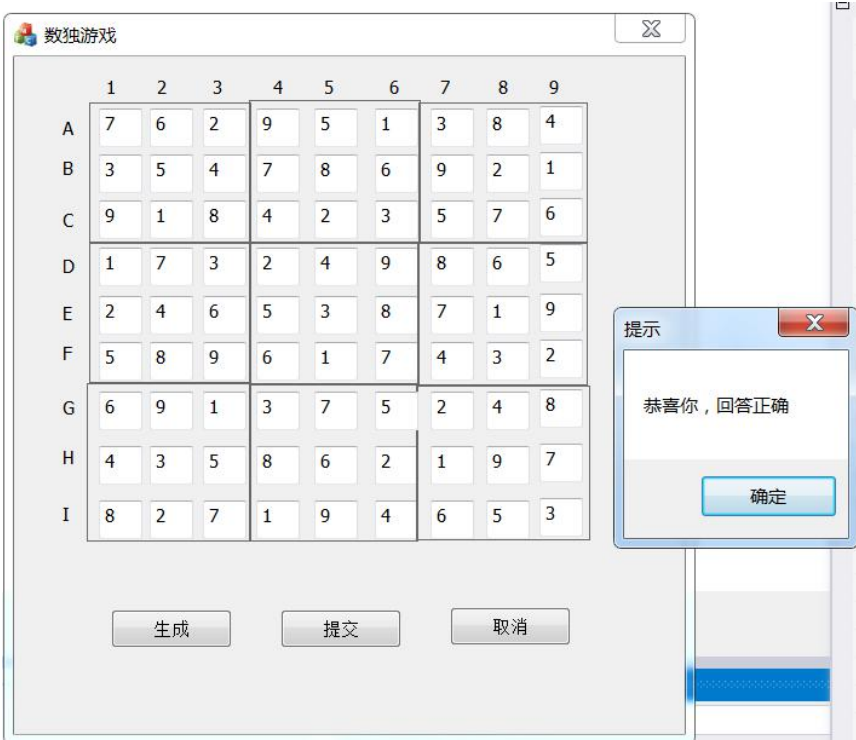 数独游戏
1 2 3 4 5 6 7 8 9
A 7 6 2 9 5 1 3 8 4
B 3 5 4 7 8 6 9 2 1
C 9 1 8 4 2 3 5 7 6
D 1 7 3 2 4 9 8 6 5
E 2 4 6 5 3 8 7 1 9
F 5 8 9 6 1 7 4 3 2
G 6 9 1 3 7 5 2 4 8
H 4 3 5 8 6 2 1 9 7
I 8 2 7 1 9 4 6 5 3
生成 提交 取消
提示
恭喜你，回答正确
确定